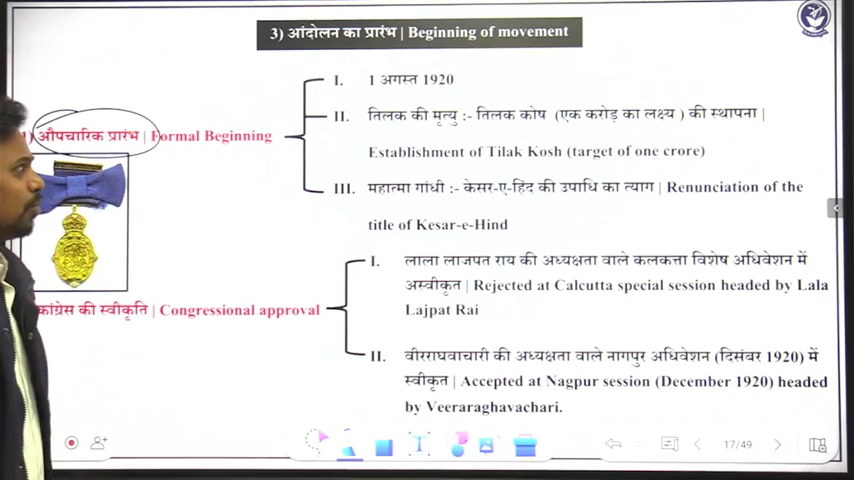 3) आंदोलन का प्रारंभ | Beginning of movement
I. 1 अगस्त 1920
1) औपचारिक प्रारंभ | Formal Beginning
II. तिलक की मृत्यु :- तिलक कोष (एक करोड़ का लक्ष्य ) की स्थापना |
Establishment of Tilak Kosh (target of one crore)
III. महात्मा गांधी :- केसर-ए-हिंद की उपाधि का त्याग | Renunciation of the
title of Kesar-e-Hind
I. लाला लाजपत राय की अध्यक्षता वाले कलकत्ता विशेष अधिवेशन में
अस्वीकृत | Rejected at Calcutta special session headed by Lala
Lajpat Rai
कांग्रेस की स्वीकृति | Congressional approval
II. वीरराघवाचारी की अध्यक्षता वाले नागपुर अधिवेशन (दिसंबर 1920) में
स्वीकृत | Accepted at Nagpur session (December 1920) headed
by Veeraraghavachari.
17/49